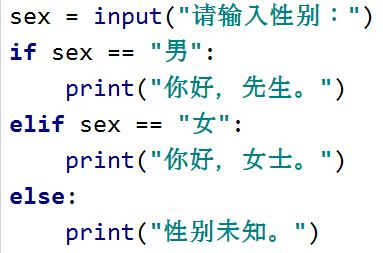 sex = input("请输入性别：")
if sex == "男":
    print("你好, 先生。")
elif sex == "女":
    print("你好, 女士。")
else:
    print("性别未知。")